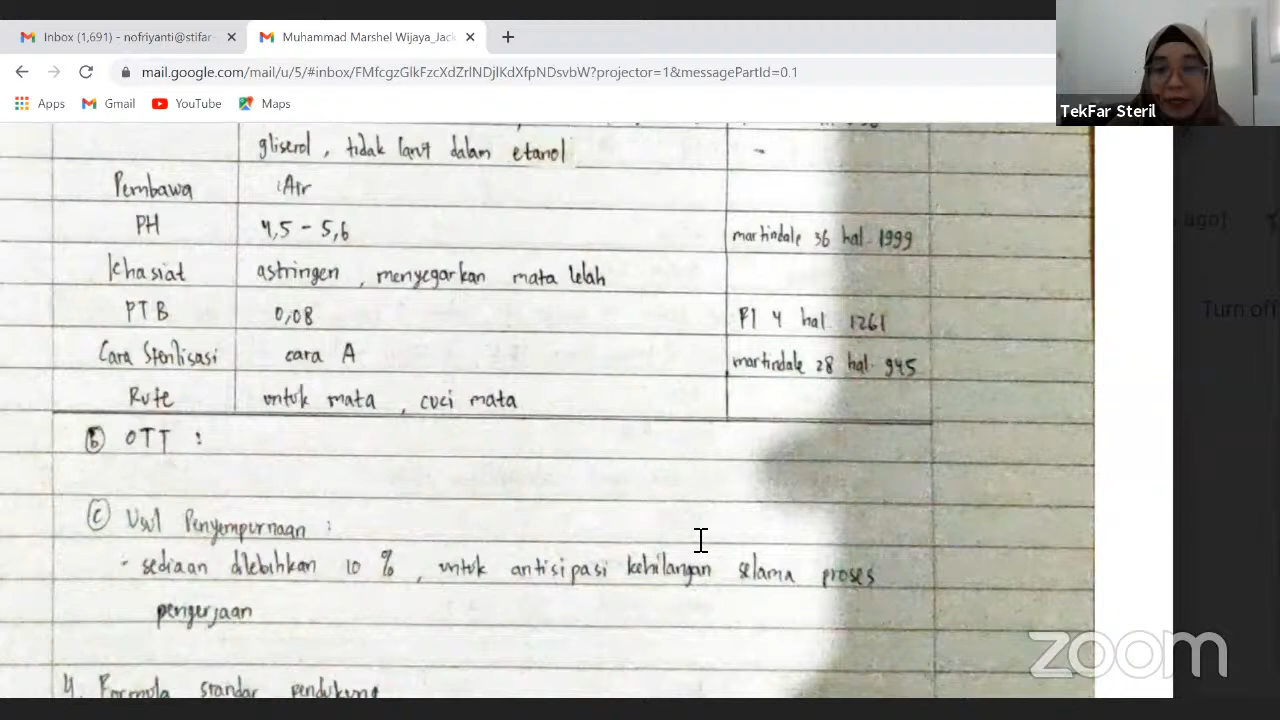 Inbox (1,691) - nofriyanti@stifar
Muhammad Marshel Wijaya_Jack
mail.google.com/mail/u/5/#inbox/FMfcgzGlkFzcXdZrlNDjlKdXfpNDsvbW?projector=1&messagePartId=0.1
Apps
Gmail
YouTube
Maps
TekFar Steril
gliserol, tidak larut dalam etanol -
Pembawa : Air
PH 4,5 - 5,6 martindale 36 hal. 1999
Khasiat astringen, menyegarkan mata lelah
PTB 0,08 FI 4 hal. 1261
Cara Sterilisasi cara A martindale 28 hal. 945
Rute untuk mata, cuci mata
ago)
Turn off
b OTT :
c Usul Penyempurnaan :
- sediaan dilebihkan 10 %, untuk antisipasi kehilangan selama proses
pengerjaan
4. Formula standar pendukung
zoom